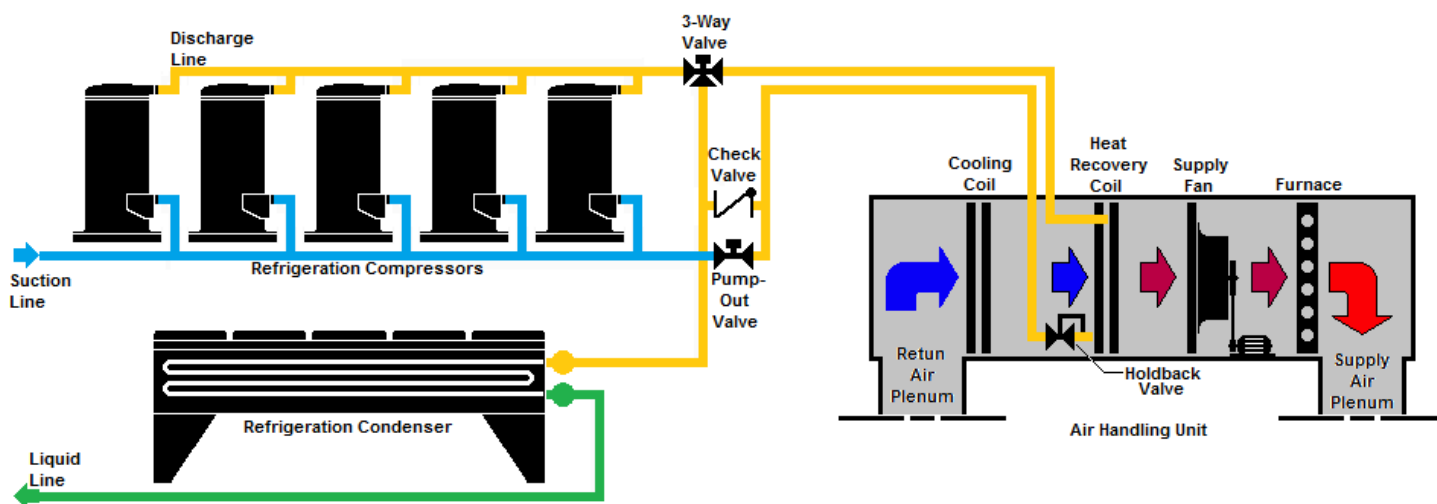 Discharge
Line
3-Way
Valve
Check
Valve
Suction
Line
Refrigeration Compressors
Pump-
Out
Valve
Refrigeration Condenser
Liquid
Line
Cooling
Coil
Heat
Recovery
Coil
Supply
Fan
Furnace
Retun
Air
Plenum
Holdback
Valve
Supply
Air
Plenum
Air Handling Unit